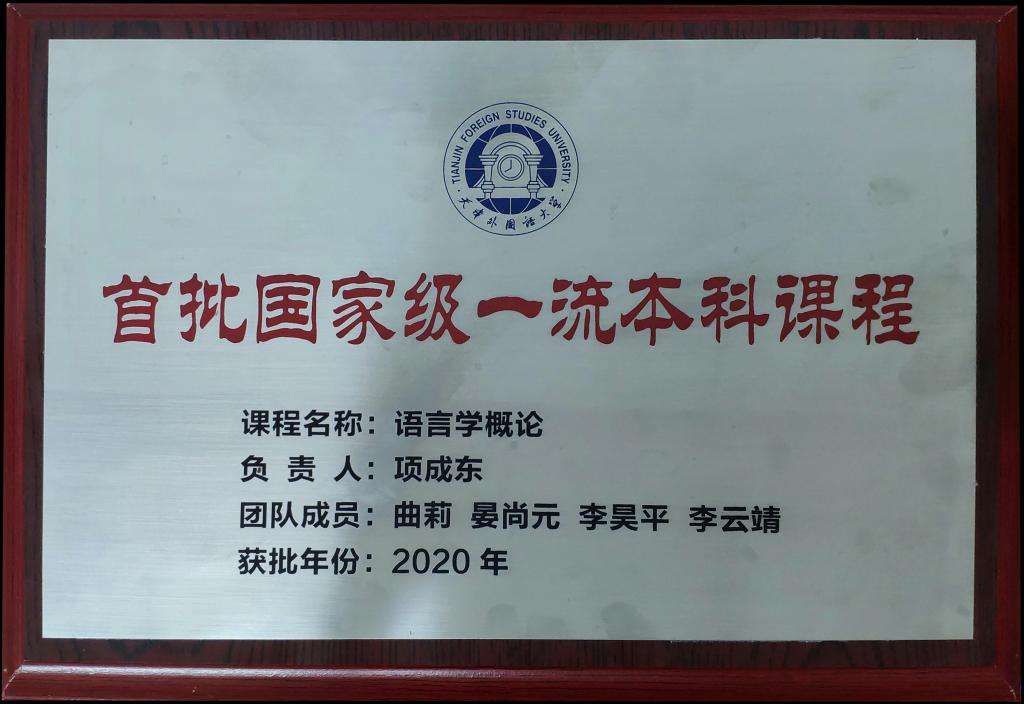 TIANJIN FOREIGN STUDIES UNIVERSITY
天津外国语大学
首批国家级一流本科课程
课程名称：语言学概论
负 责 人：项成东
团队成员：曲莉 晏尚元 李昊平 李云靖
获批年份：2020 年